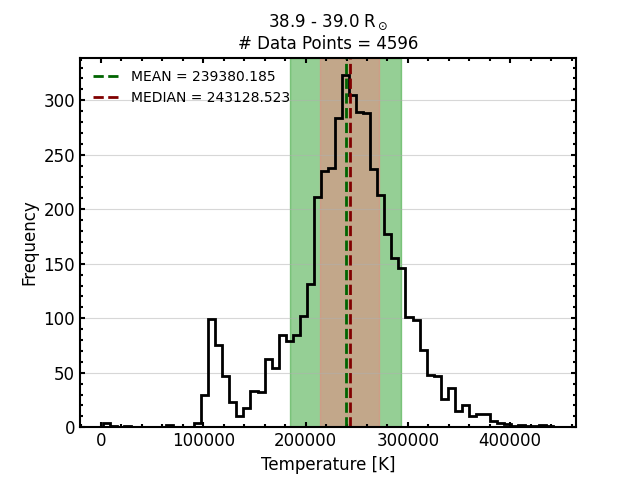 38.9 - 39.0 R⊙
# Data Points = 4596
MEAN = 239380.185
MEDIAN = 243128.523
300
250
200
150
100
50
0
Frequency
0 100000 200000 300000 400000
Temperature [K]